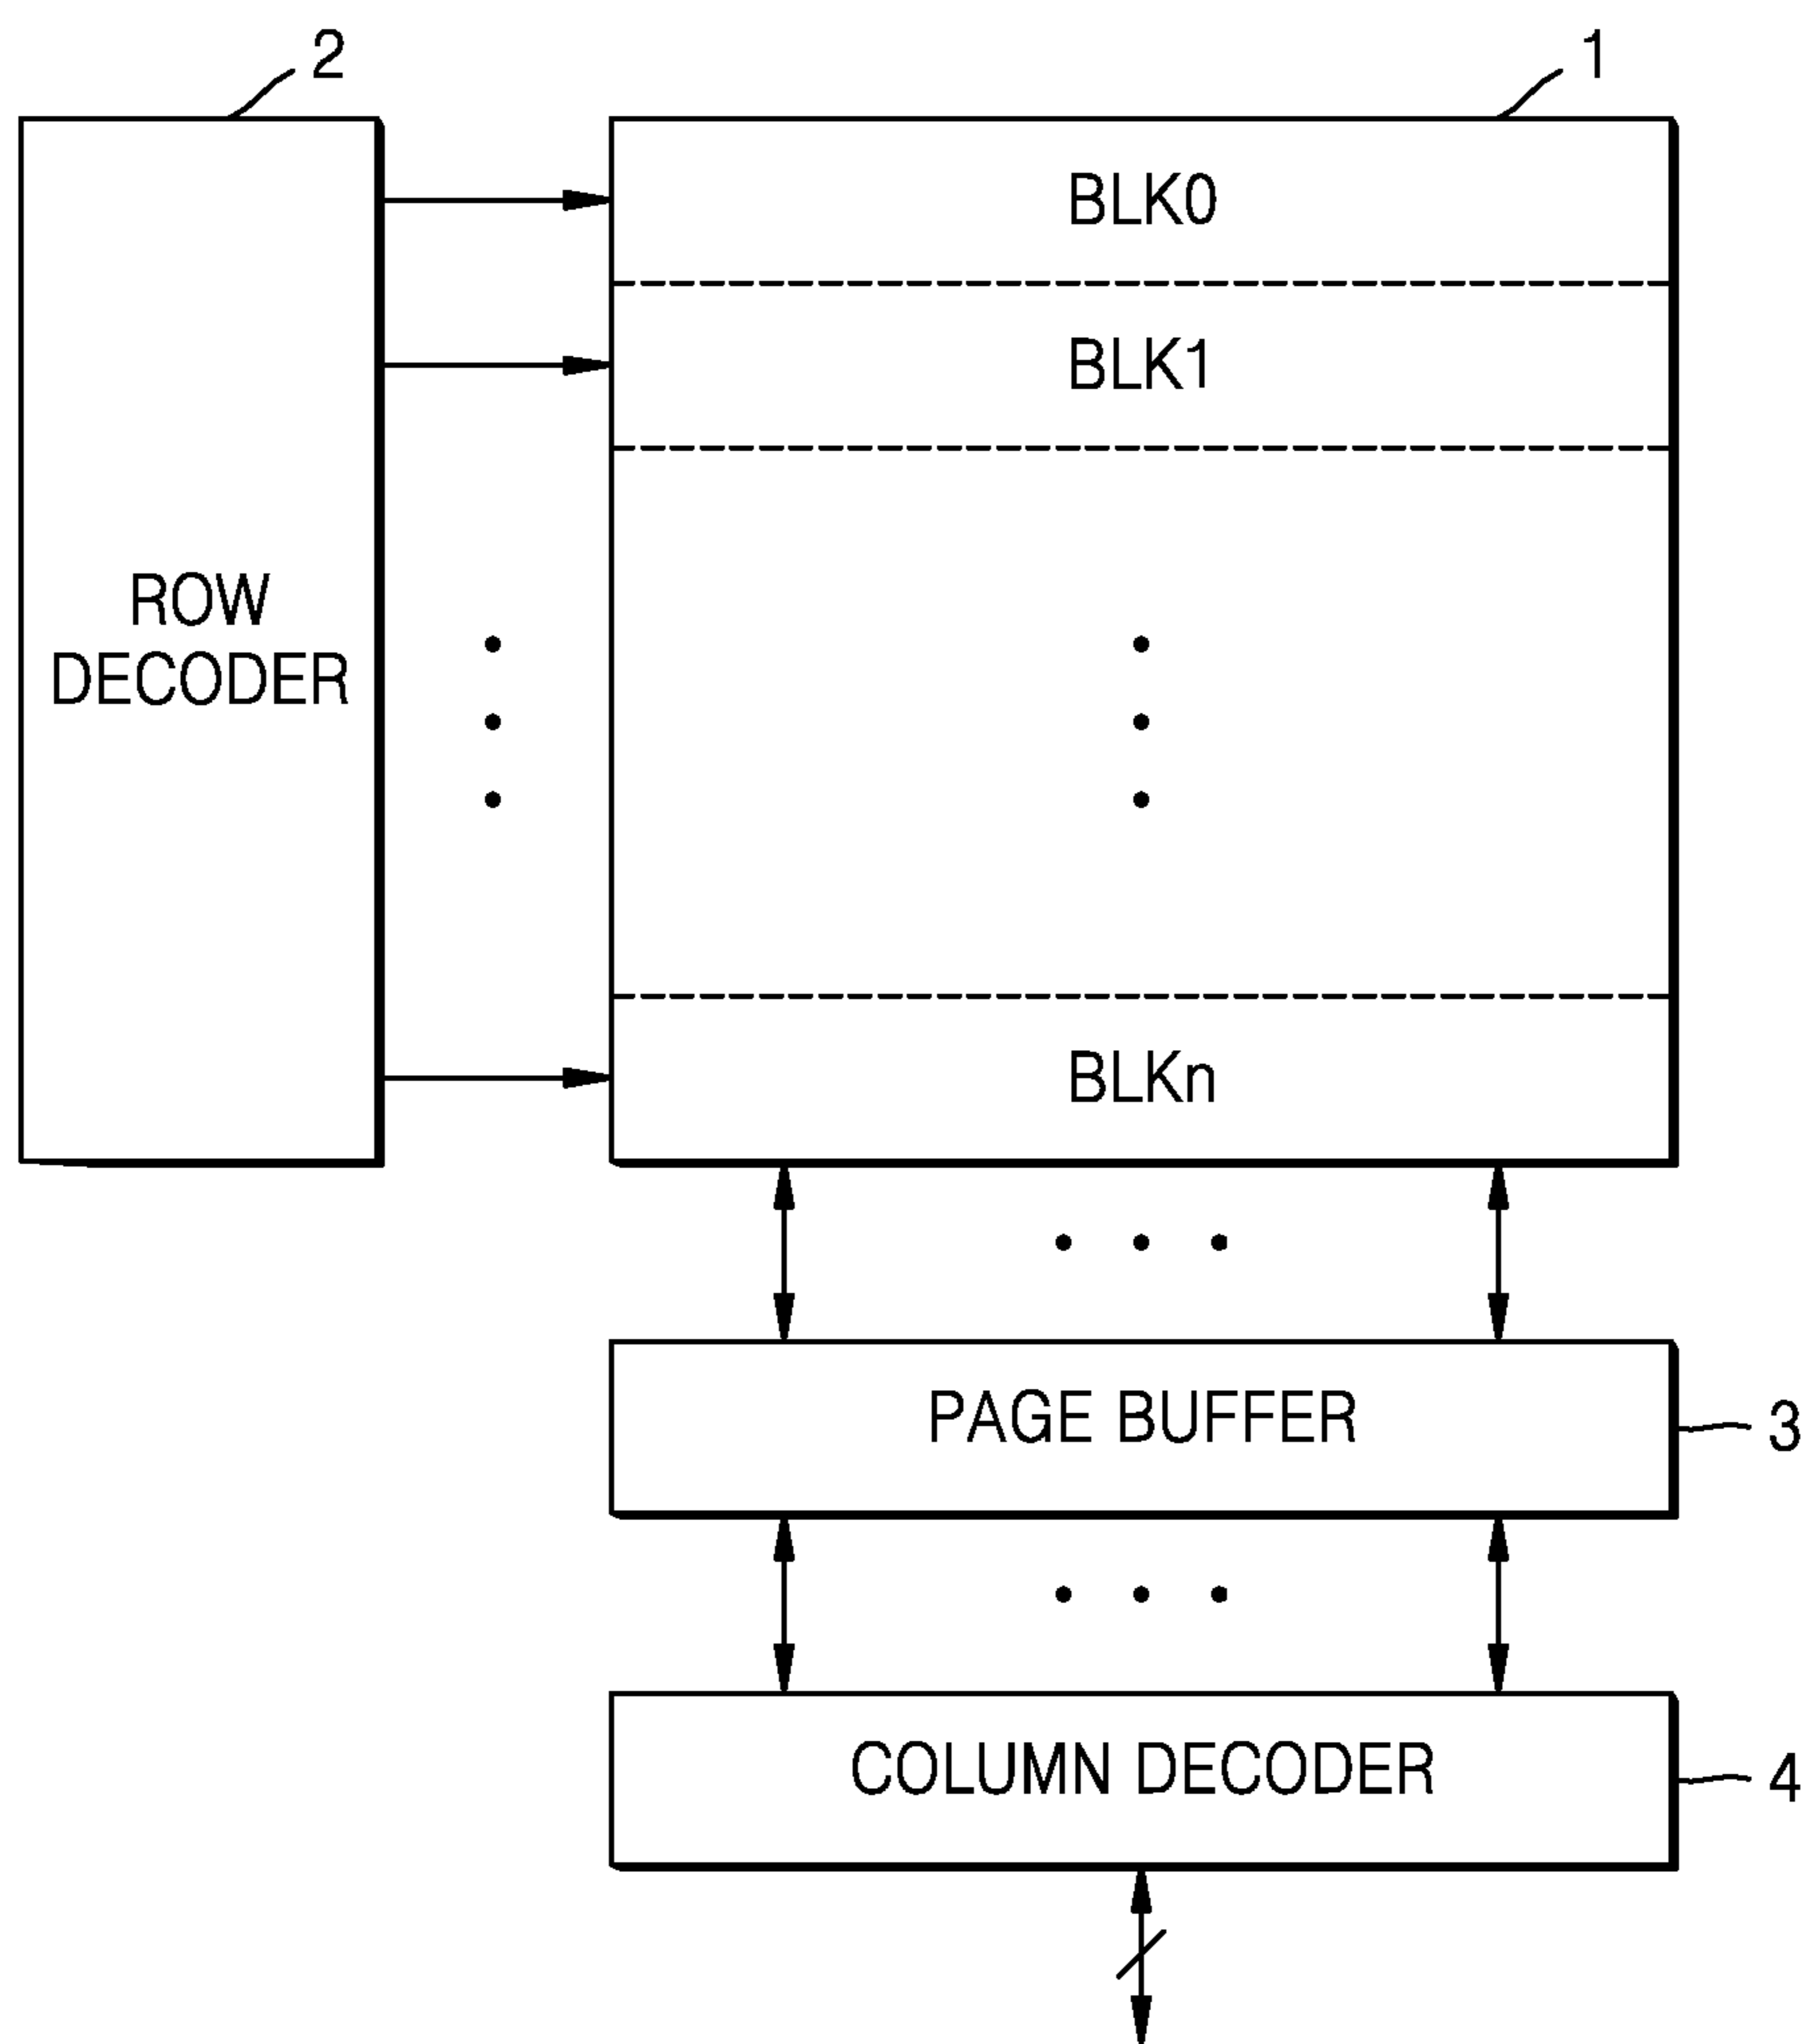 2
1
BLK0
BLK1
ROW
DECODER
BLKn
PAGE BUFFER
3
COLUMN DECODER
4